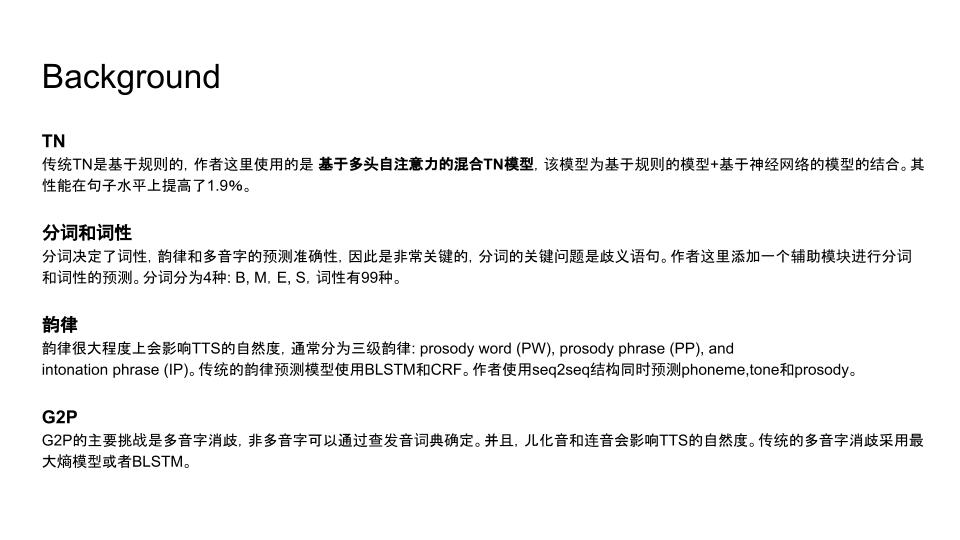 Background
TN
传统TN是基于规则的，作者这里使用的是 基于多头自注意力的混合TN模型，该模型为基于规则的模型+基于神经网络的模型的结合。其
性能在句子水平上提高了1.9%。
分词和词性
分词决定了词性，韵律和多音字的预测准确性，因此是非常关键的，分词的关键问题是歧义语句。作者这里添加一个辅助模块进行分词
和词性的预测。分词分为4种: B, M，E, S，词性有99种。
韵律
韵律很大程度上会影响TTS的自然度，通常分为三级韵律: prosody word (PW), prosody phrase (PP), and
intonation phrase (IP)。传统的韵律预测模型使用BLSTM和CRF。作者使用seq2seq结构同时预测phoneme,tone和prosody。
G2P
G2P的主要挑战是多音字消歧，非多音字可以通过查发音词典确定。并且，儿化音和连音会影响TTS的自然度。传统的多音字消歧采用最
大熵模型或者BLSTM。